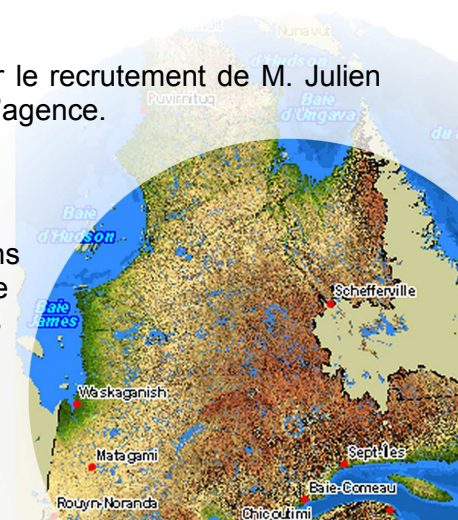 r le recrutement de M. Julien
'agence.
ns
e
Nunavut
Puvirnituq
Baie
d'Ungava
Baie
d'Hudson
Baie
James
Schefferville
Waskaganish
Matagami
Sept-Îles
Rouyn-Noranda
Baie-Comeau
Chicoutimi